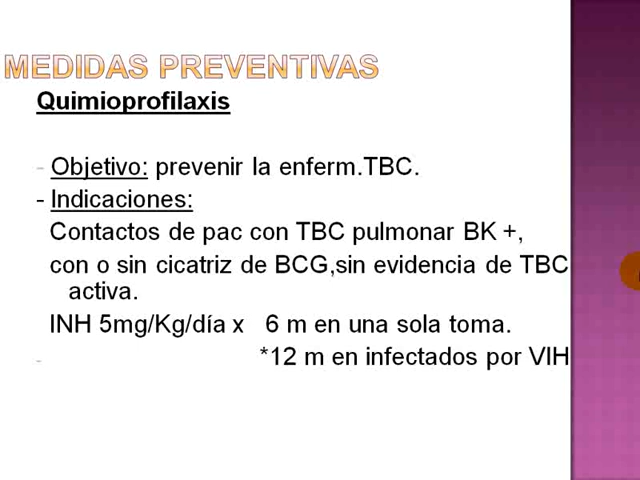 MEDIDAS PREVENTIVAS
Quimioprofilaxis
- Objetivo: prevenir la enferm.TBC.
- Indicaciones:
Contactos de pac con TBC pulmonar BK +,
con o sin cicatriz de BCG,sin evidencia de TBC
activa.
INH 5mg/Kg/día x 6 m en una sola toma.
- *12 m en infectados por VIH